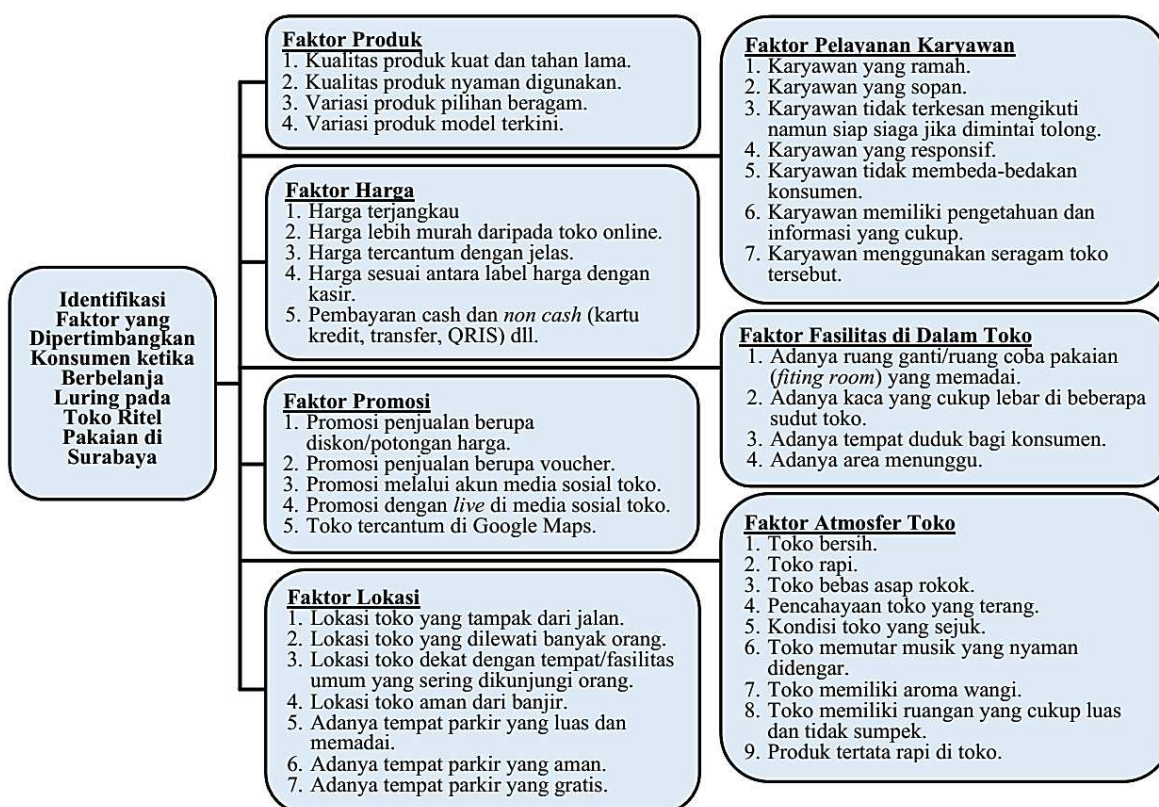 Identifikasi
Faktor yang
Dipertimbangkan
Konsumen ketika
Berbelanja
Luring pada
Toko Ritel
Pakaian di
Surabaya
Faktor Produk
1. Kualitas produk kuat dan tahan lama.
2. Kualitas produk nyaman digunakan.
3. Variasi produk pilihan beragam.
4. Variasi produk model terkini.
Faktor Harga
1. Harga terjangkau
2. Harga lebih murah daripada toko online.
3. Harga tercantum dengan jelas.
4. Harga sesuai antara label harga dengan
kasir.
5. Pembayaran cash dan non cash (kartu
kredit, transfer, QRIS) dll.
Faktor Promosi
1. Promosi penjualan berupa
diskon/potongan harga.
2. Promosi penjualan berupa voucher.
3. Promosi melalui akun media sosial toko.
4. Promosi dengan live di media sosial toko.
5. Toko tercantum di Google Maps.
Faktor Lokasi
1. Lokasi toko yang tampak dari jalan.
2. Lokasi toko yang dilewati banyak orang.
3. Lokasi toko dekat dengan tempat/fasilitas
umum yang sering dikunjungi orang.
4. Lokasi toko aman dari banjir.
5. Adanya tempat parkir yang luas dan
memadai.
6. Adanya tempat parkir yang aman.
7. Adanya tempat parkir yang gratis.
Faktor Pelayanan Karyawan
1. Karyawan yang ramah.
2. Karyawan yang sopan.
3. Karyawan tidak terkesan mengikuti
namun siap siaga jika dimintai tolong.
4. Karyawan yang responsif.
5. Karyawan tidak membeda-bedakan
konsumen.
6. Karyawan memiliki pengetahuan dan
informasi yang cukup.
7. Karyawan menggunakan seragam toko
tersebut.
Faktor Fasilitas di Dalam Toko
1. Adanya ruang ganti/ruang coba pakaian
(fiting room) yang memadai.
2. Adanya kaca yang cukup lebar di beberapa
sudut toko.
3. Adanya tempat duduk bagi konsumen.
4. Adanya area menunggu.
Faktor Atmosfer Toko
1. Toko bersih.
2. Toko rapi.
3. Toko bebas asap rokok.
4. Pencahayaan toko yang terang.
5. Kondisi toko yang sejuk.
6. Toko memutar musik yang nyaman
didengar.
7. Toko memiliki aroma wangi.
8. Toko memiliki ruangan yang cukup luas
dan tidak sumpek.
9. Produk tertata rapi di toko.